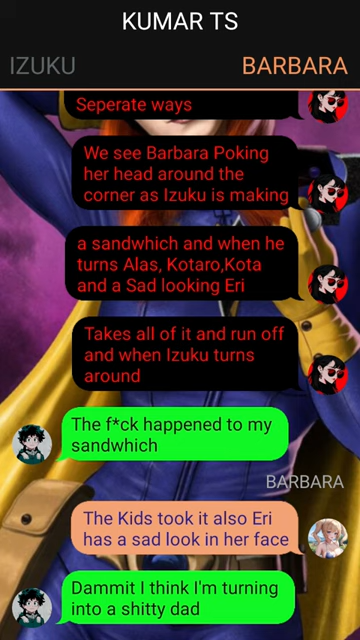 KUMAR TS
IZUKU
BARBARA
Seperate ways
We see Barbara Poking
her head around the
corner as Izuku is making
a sandwhich and when he
turns Alas, Kotaro,Kota
and a Sad looking Eri
Takes all of it and run off
and when Izuku turns
around
The f*ck happened to my
sandwhich
BARBARA
The Kids took it also Eri
has a sad look in her face
Dammit I think I'm turning
into a shitty dad